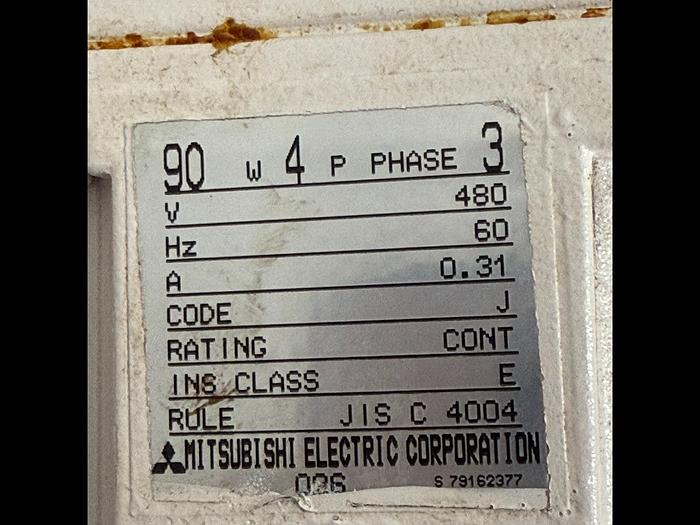 90 W 4 P PHASE 3
V 480
Hz 60
A 0.31
CODE J
RATING CONT
INS CLASS E
RULE JIS C 4004
MITSUBISHI ELECTRIC CORPORATION
S 79162377